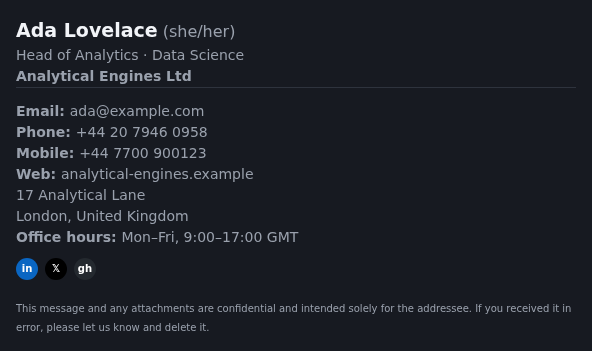 Ada Lovelace (she/her)
Head of Analytics · Data Science
Analytical Engines Ltd
Email: ada@example.com
Phone: +44 20 7946 0958
Mobile: +44 7700 900123
Web: analytical-engines.example
17 Analytical Lane
London, United Kingdom
Office hours: Mon–Fri, 9:00–17:00 GMT
in 𝕏 gh
This message and any attachments are confidential and intended solely for the addressee. If you received it in
error, please let us know and delete it.